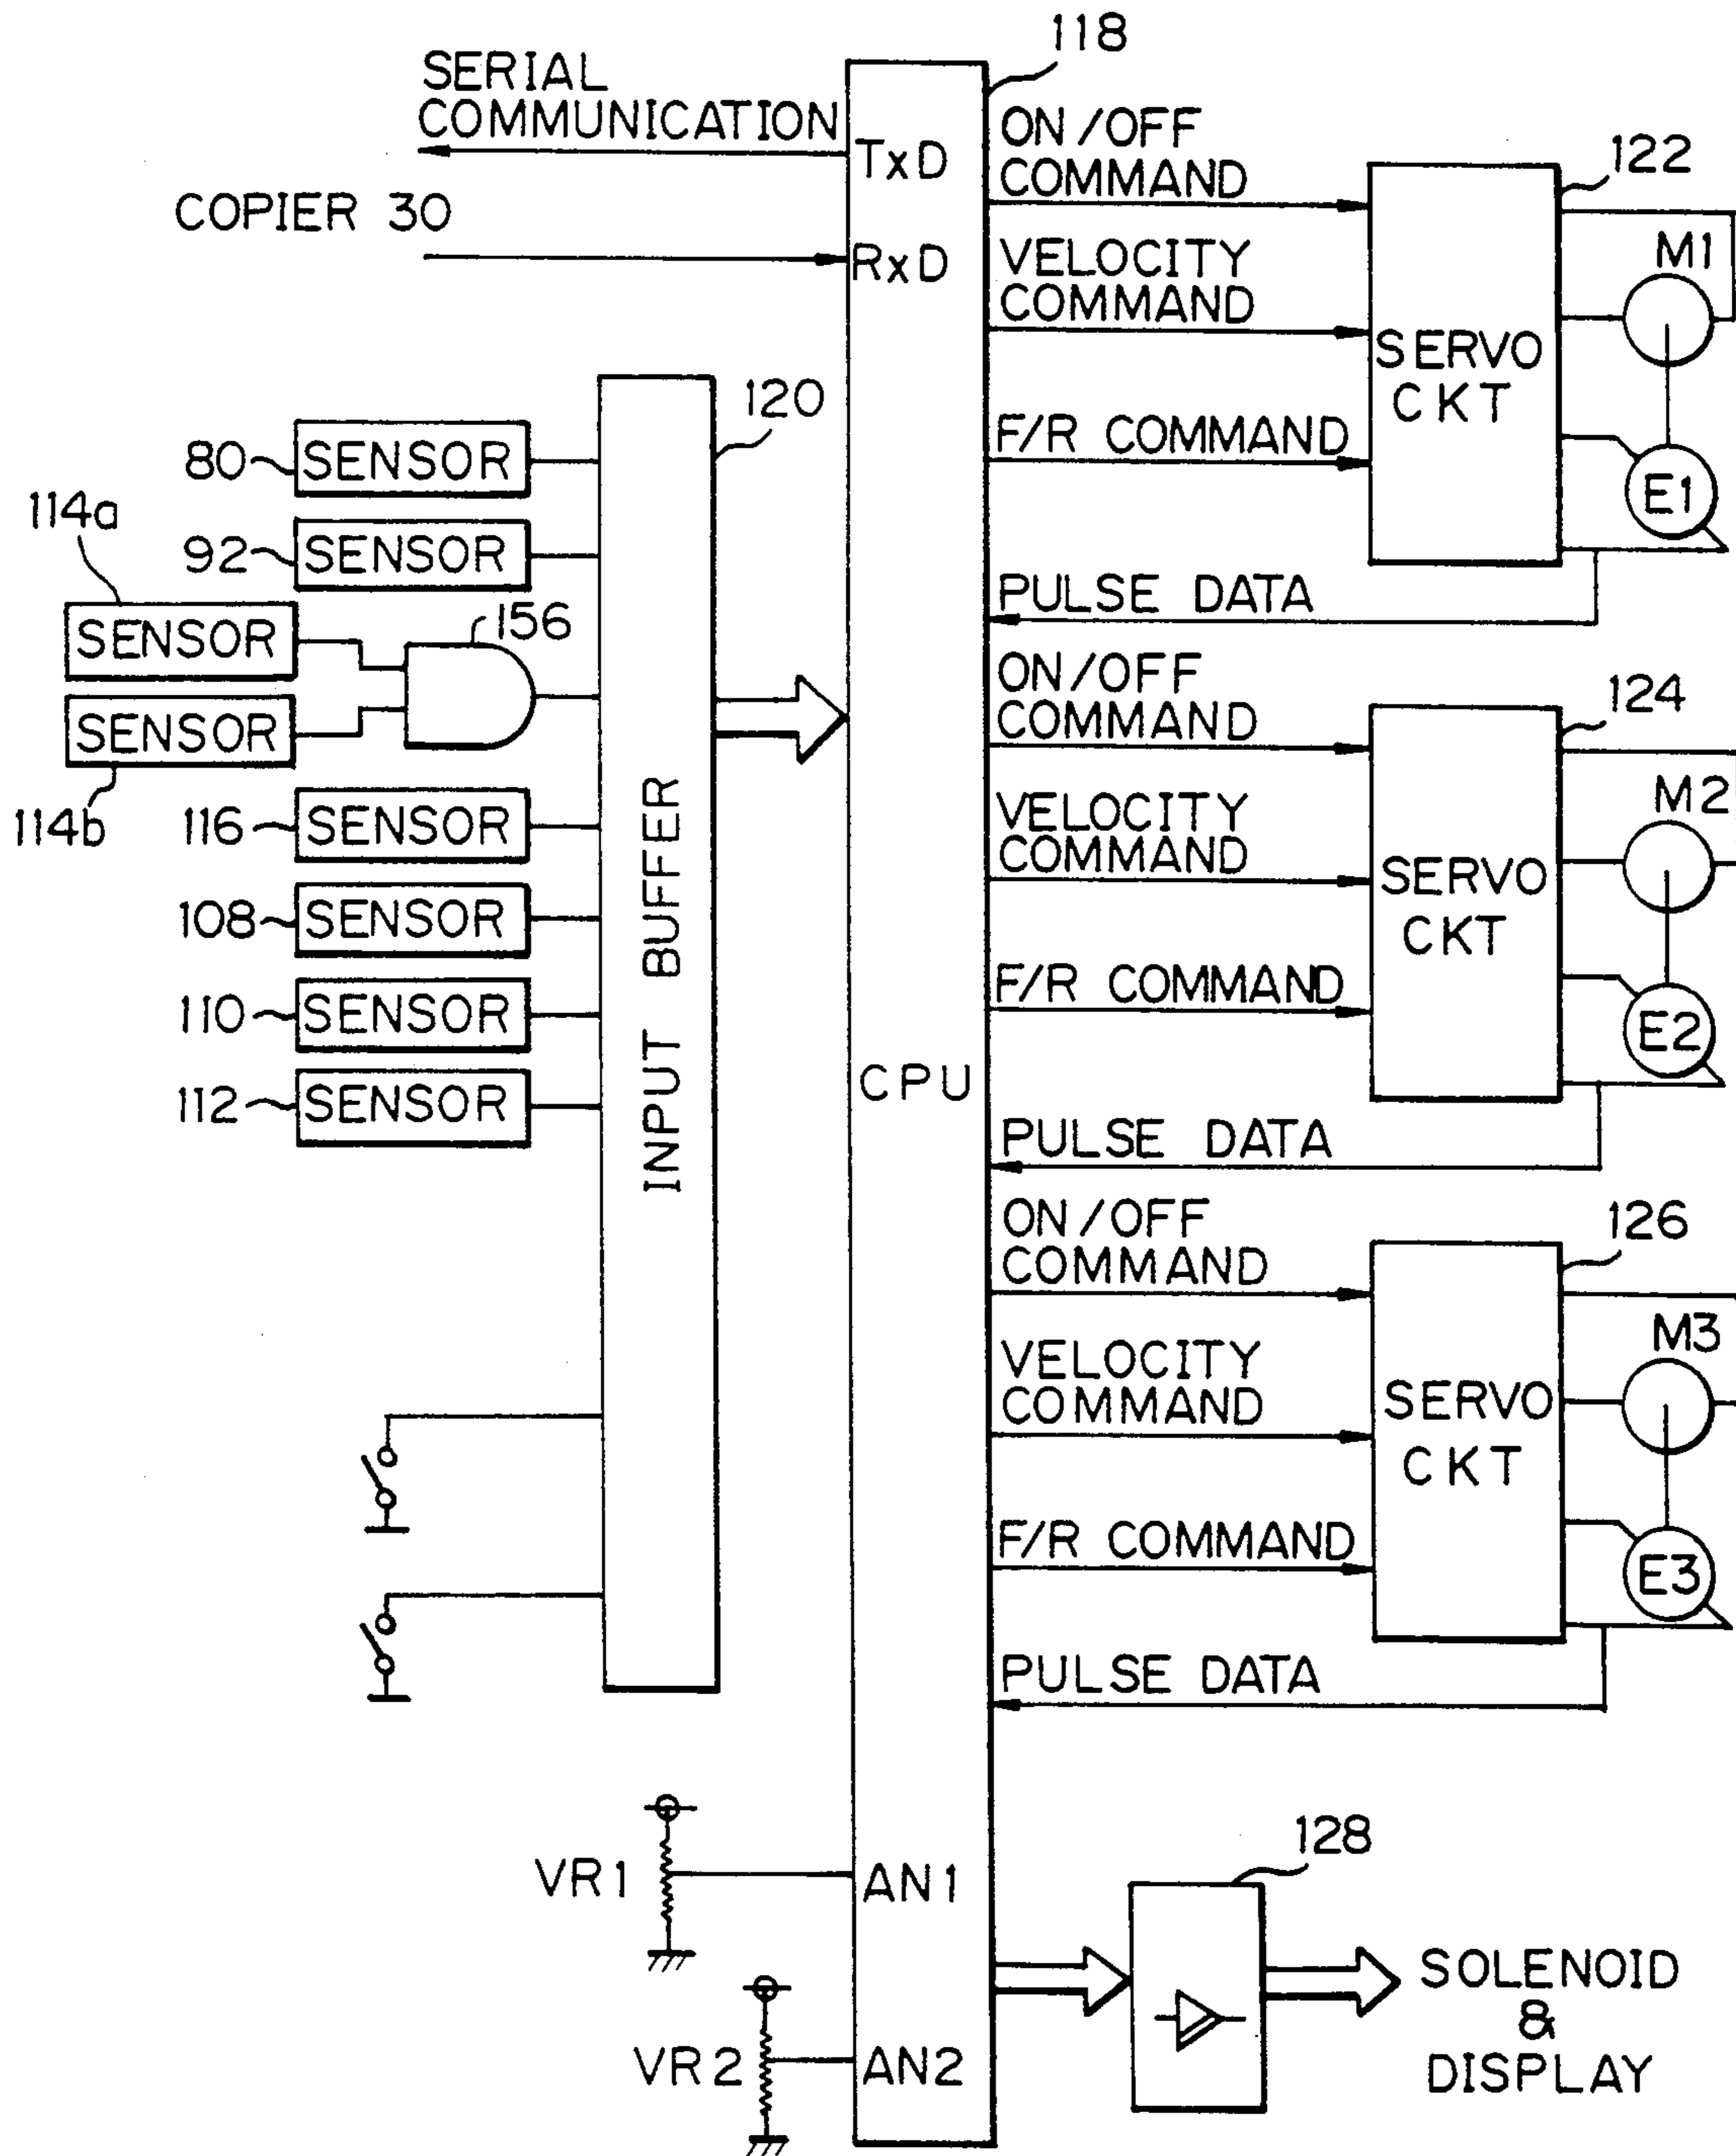 118
SERIAL
COMMUNICATION
TxD
COPIER 30
RxD
ON/OFF
COMMAND
VELOCITY
COMMAND
F/R COMMAND
PULSE DATA
122
SERVO
CKT
M1
E1
120
80 SENSOR
92 SENSOR
114a
SENSOR
156
SENSOR
114b
116 SENSOR
108 SENSOR
110 SENSOR
112 SENSOR
INPUT BUFFER
CPU
ON/OFF
COMMAND
VELOCITY
COMMAND
F/R COMMAND
PULSE DATA
124
SERVO
CKT
M2
E2
ON/OFF
COMMAND
VELOCITY
COMMAND
F/R COMMAND
PULSE DATA
126
SERVO
CKT
M3
E3
VR1
AN1
VR2
AN2
128
SOLENOID
&
DISPLAY